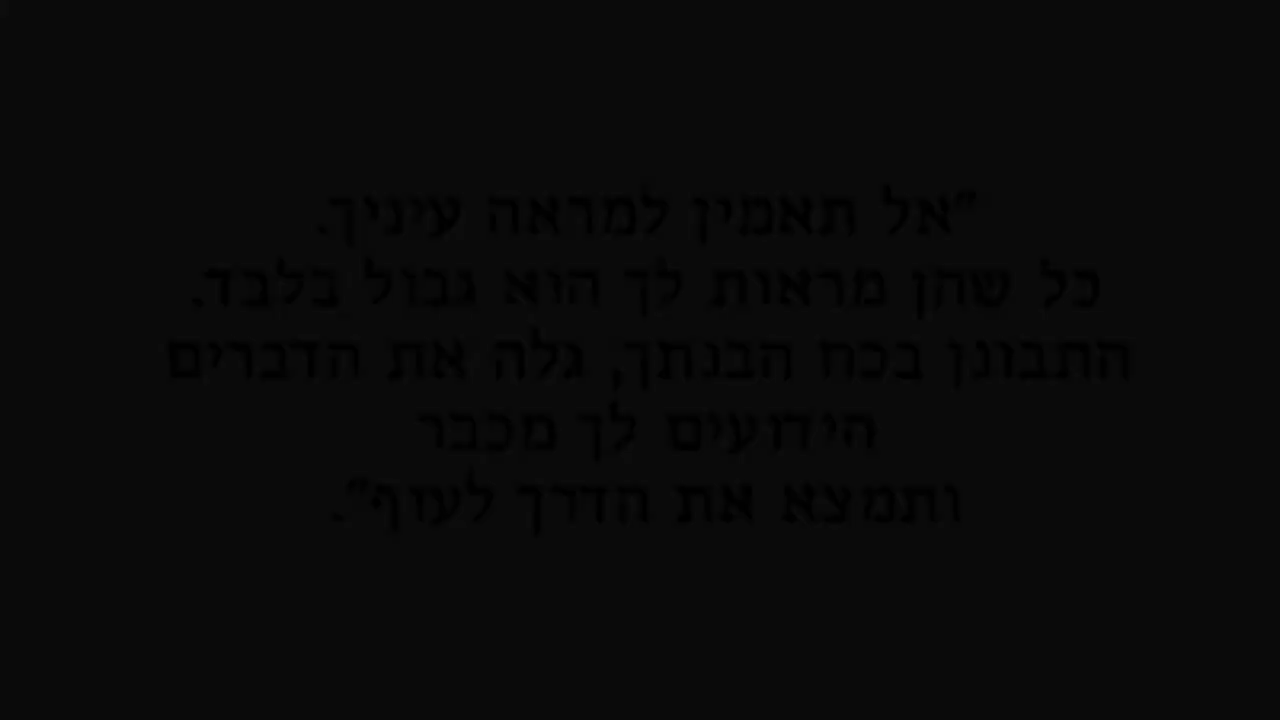 "אל תאמין למראה עיניך.
כל שהן מראות לך הוא גבול בלבד.
התבונן בכח הבנתך, גלה את הדברים
הידועים לך מכבר
ותמצא את הדרך לעוף".